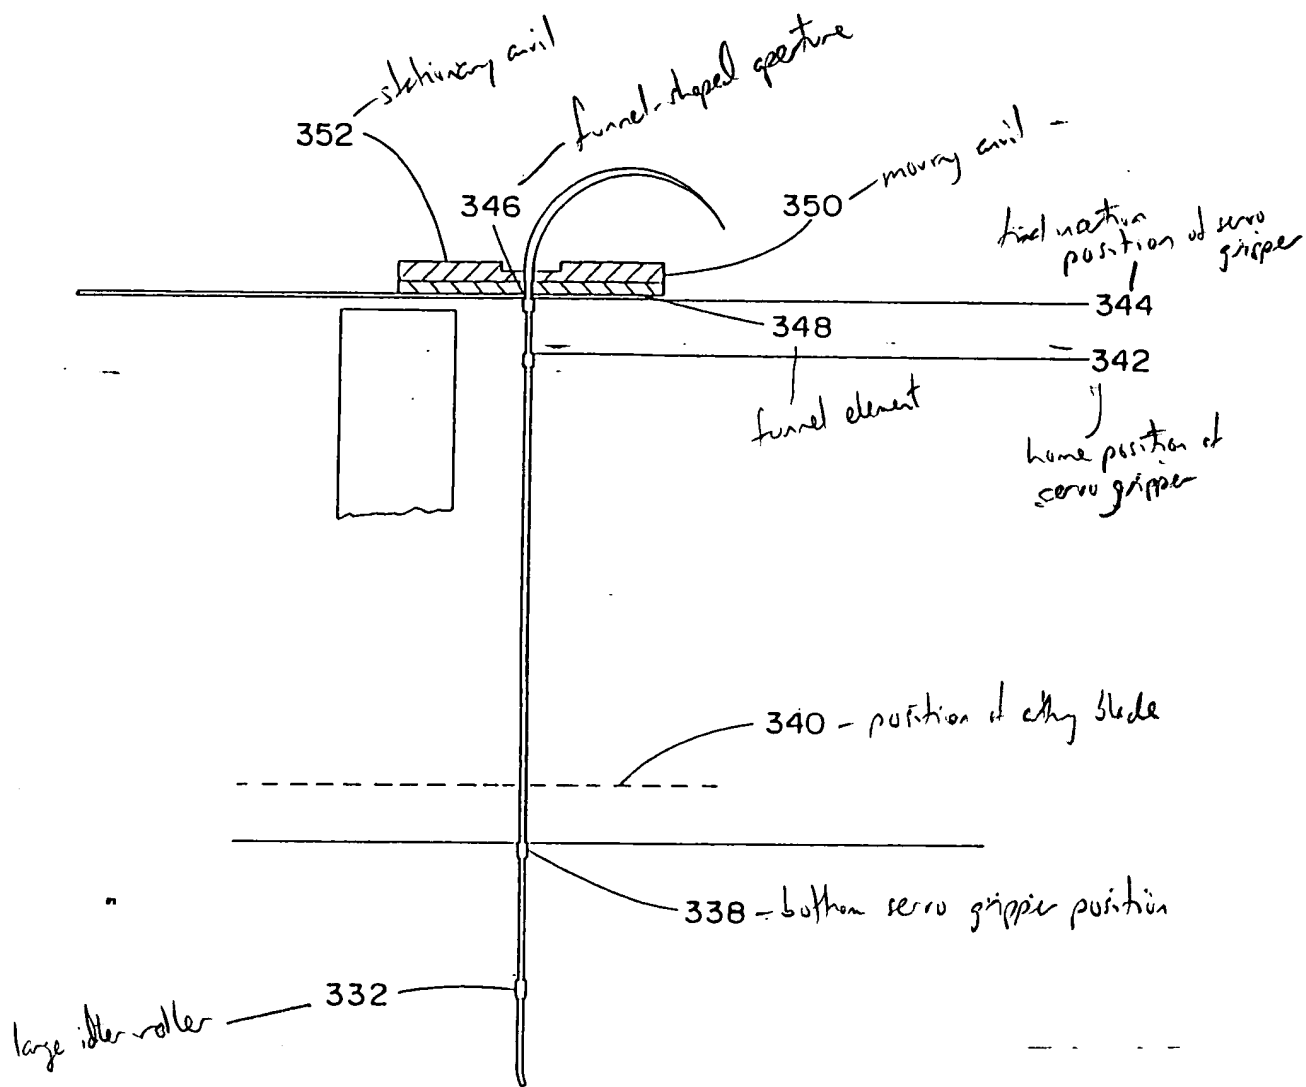 stationary anvil
352
funnel-shaped aperture
346
350
moving anvil
position of servo
gripper
344
348
342
funnel element
home position of
servo gripper
340 - position of cutting blade
338 - bottom servo gripper position
332
large idler roller